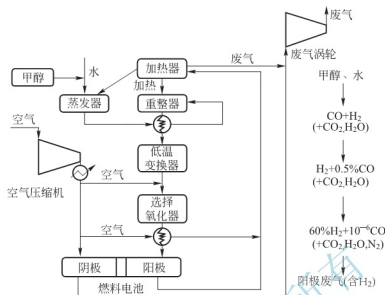 废气
废气涡轮
废气
水
加热器
甲醇
加热
蒸发器
重整器
空气
低温
变换器
空气
空气压缩机
选择
氧化器
空气
阴极
阳极
燃料电池
甲醇、水
CO+H₂
(+CO₂,H₂O)
H₂+0.5%CO
(+CO₂,H₂O)
60%H₂+10⁻⁶CO
(+CO₂,H₂O,N₂)
阳极废气(含H₂)
所有